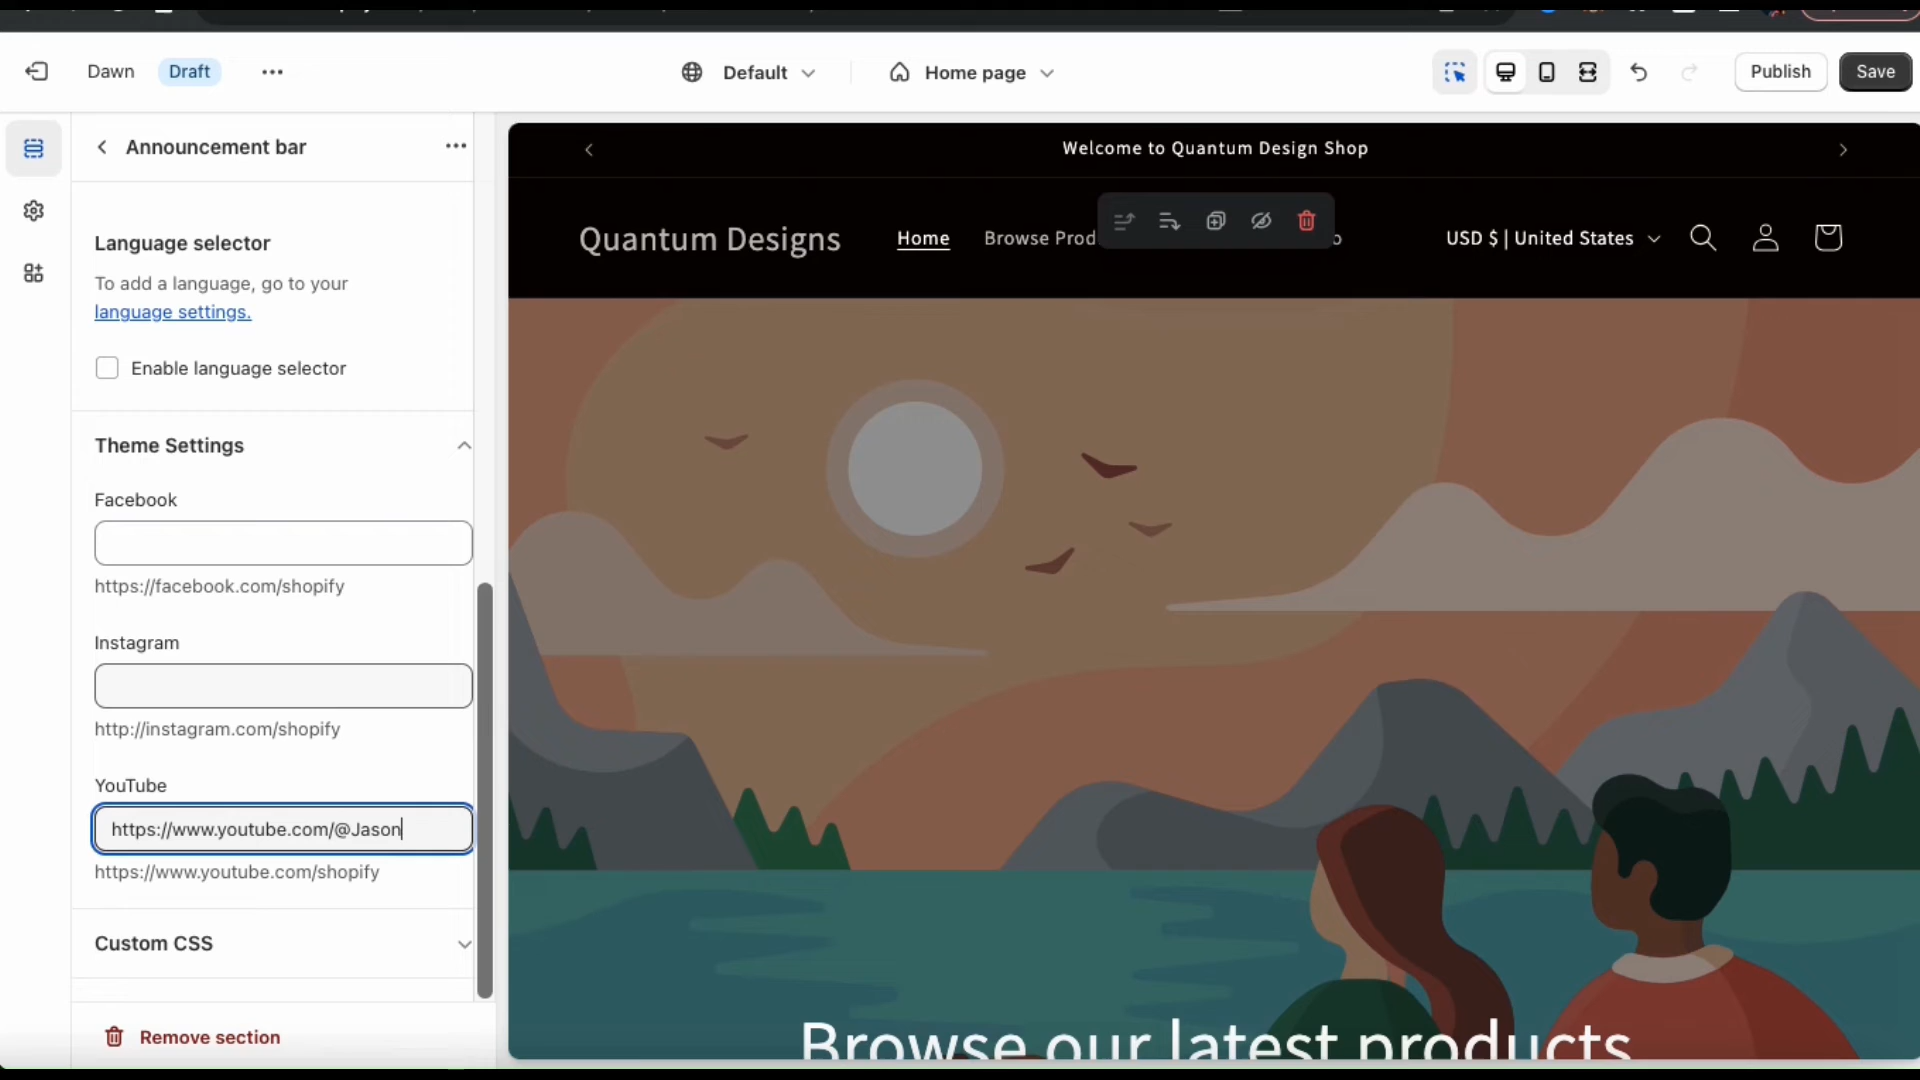 Dawn Draft
Default Home page
Publish Save
Announcement bar
Language selector
To add a language, go to your
language settings.
Enable language selector
Theme Settings
Facebook
https://facebook.com/shopify
Instagram
http://instagram.com/shopify
YouTube
https://www.youtube.com/@Jason
https://www.youtube.com/shopify
Custom CSS
Remove section
Welcome to Quantum Design Shop
Quantum Designs Home Browse Prod
USD $ | United States
Browse our latest products